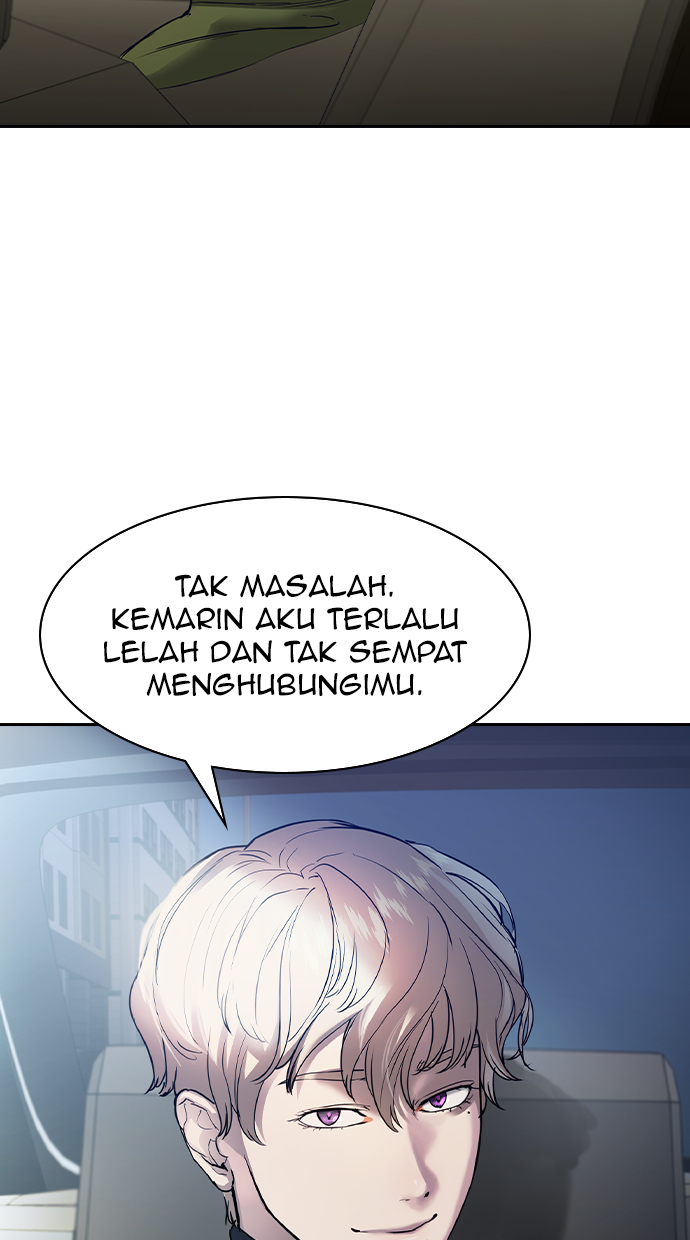 TAK MASALAH.
KEMARIN AKU TERLALU
LELAH DAN TAK SEMPAT
MENGHUBUNGIMU.